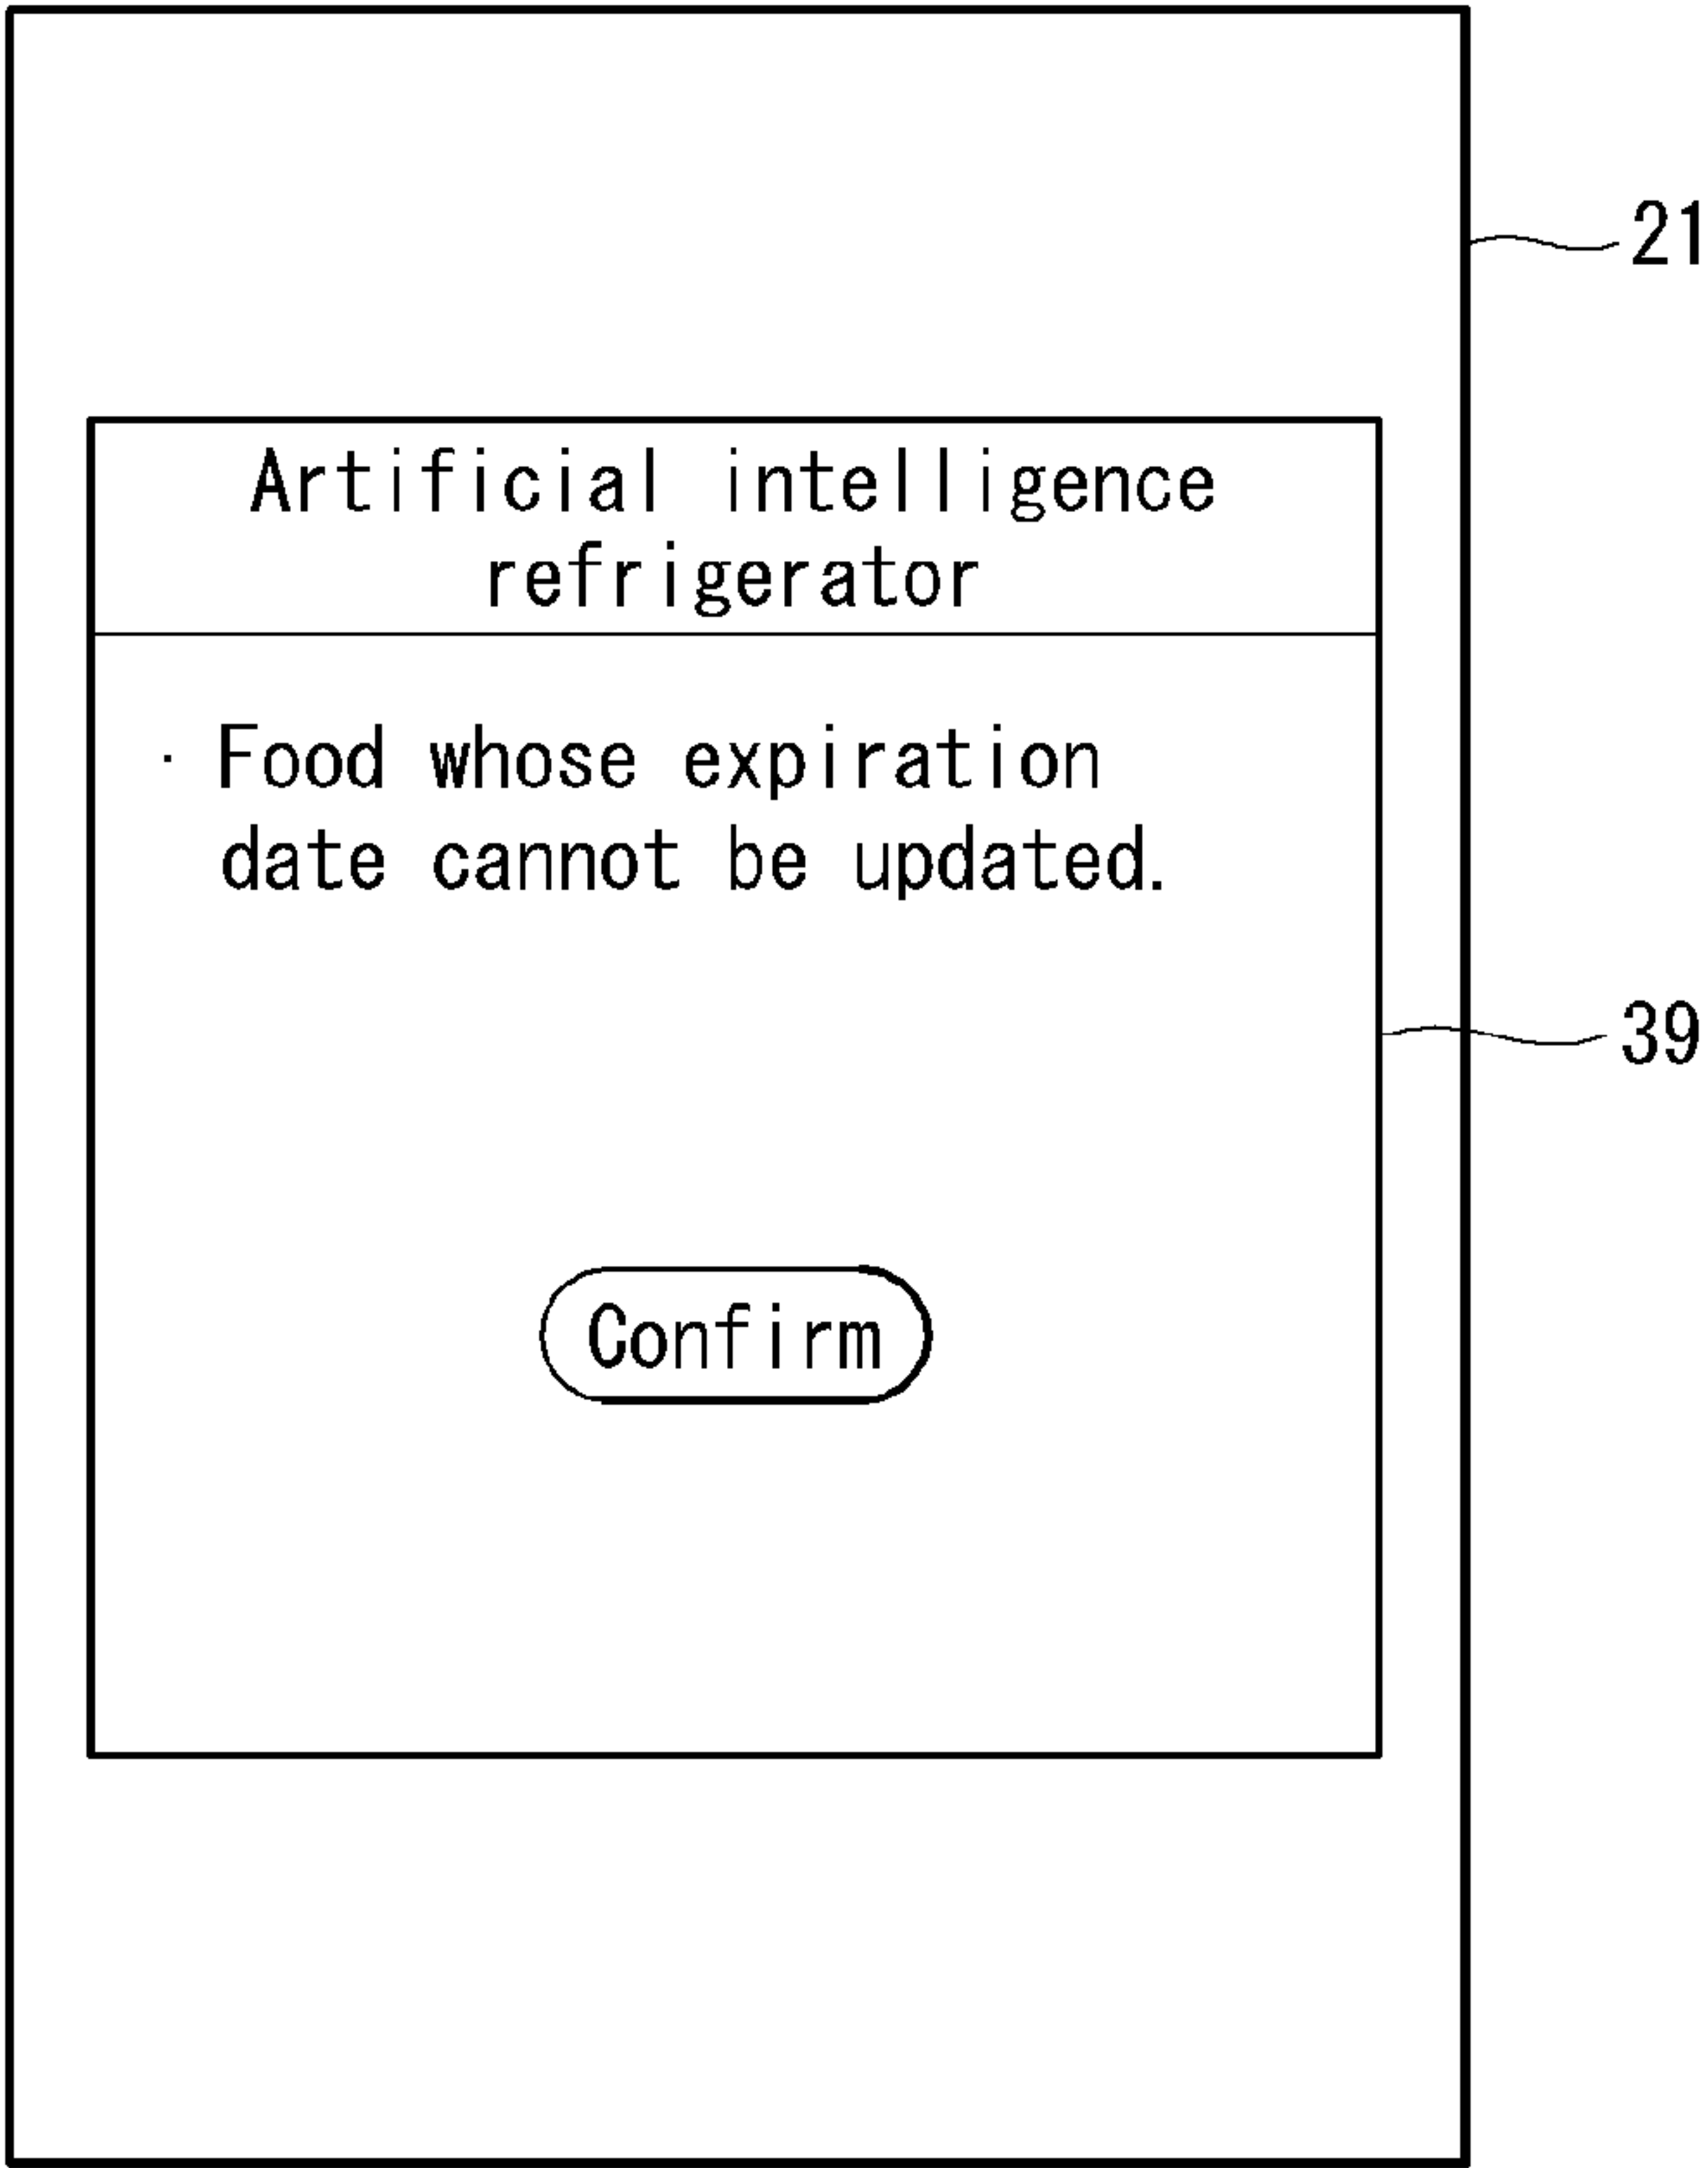 21
Artificial intelligence
refrigerator
· Food whose expiration
date cannot be updated.
39
Confirm